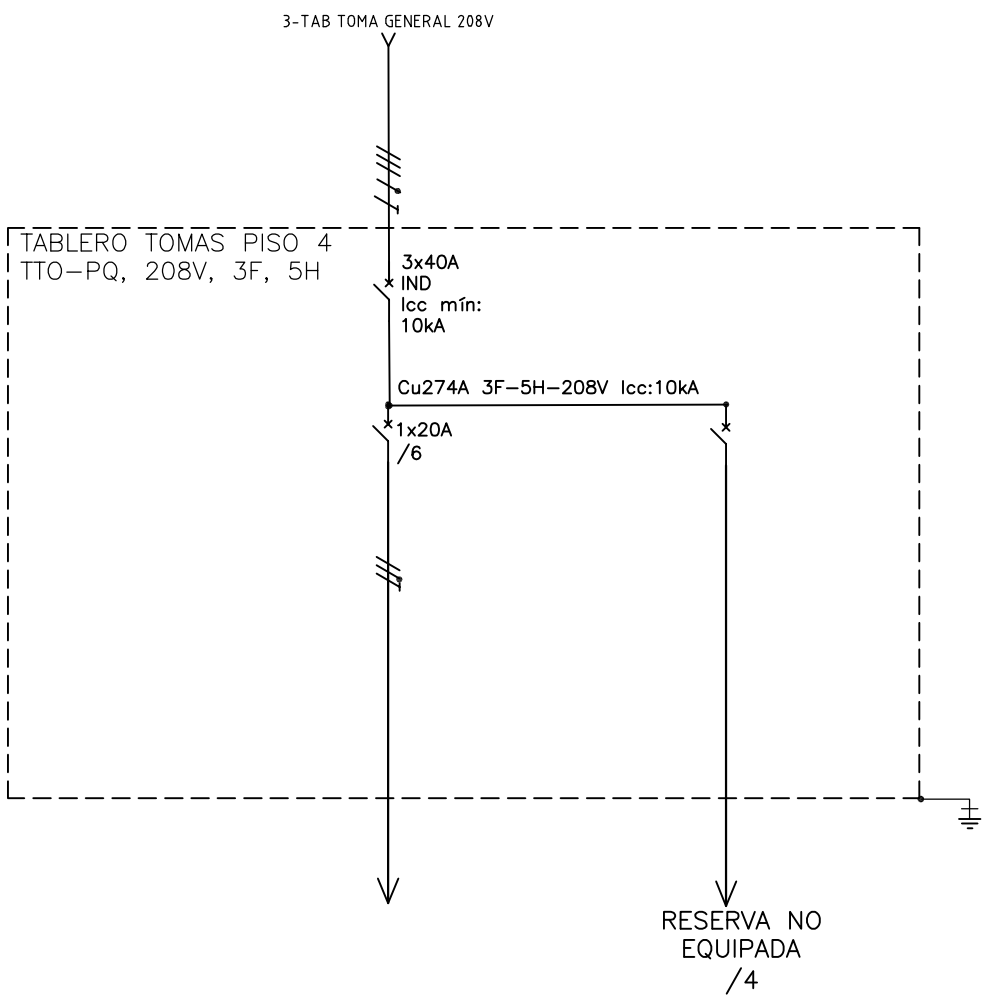 3-TAB TOMA GENERAL 208V
TABLERO TOMAS PISO 4
TTO-PQ, 208V, 3F, 5H
3x40A
IND
Icc mín:
10kA
Cu274A 3F-5H-208V Icc:10kA
1x20A
/6
RESERVA NO
EQUIPADA
/4